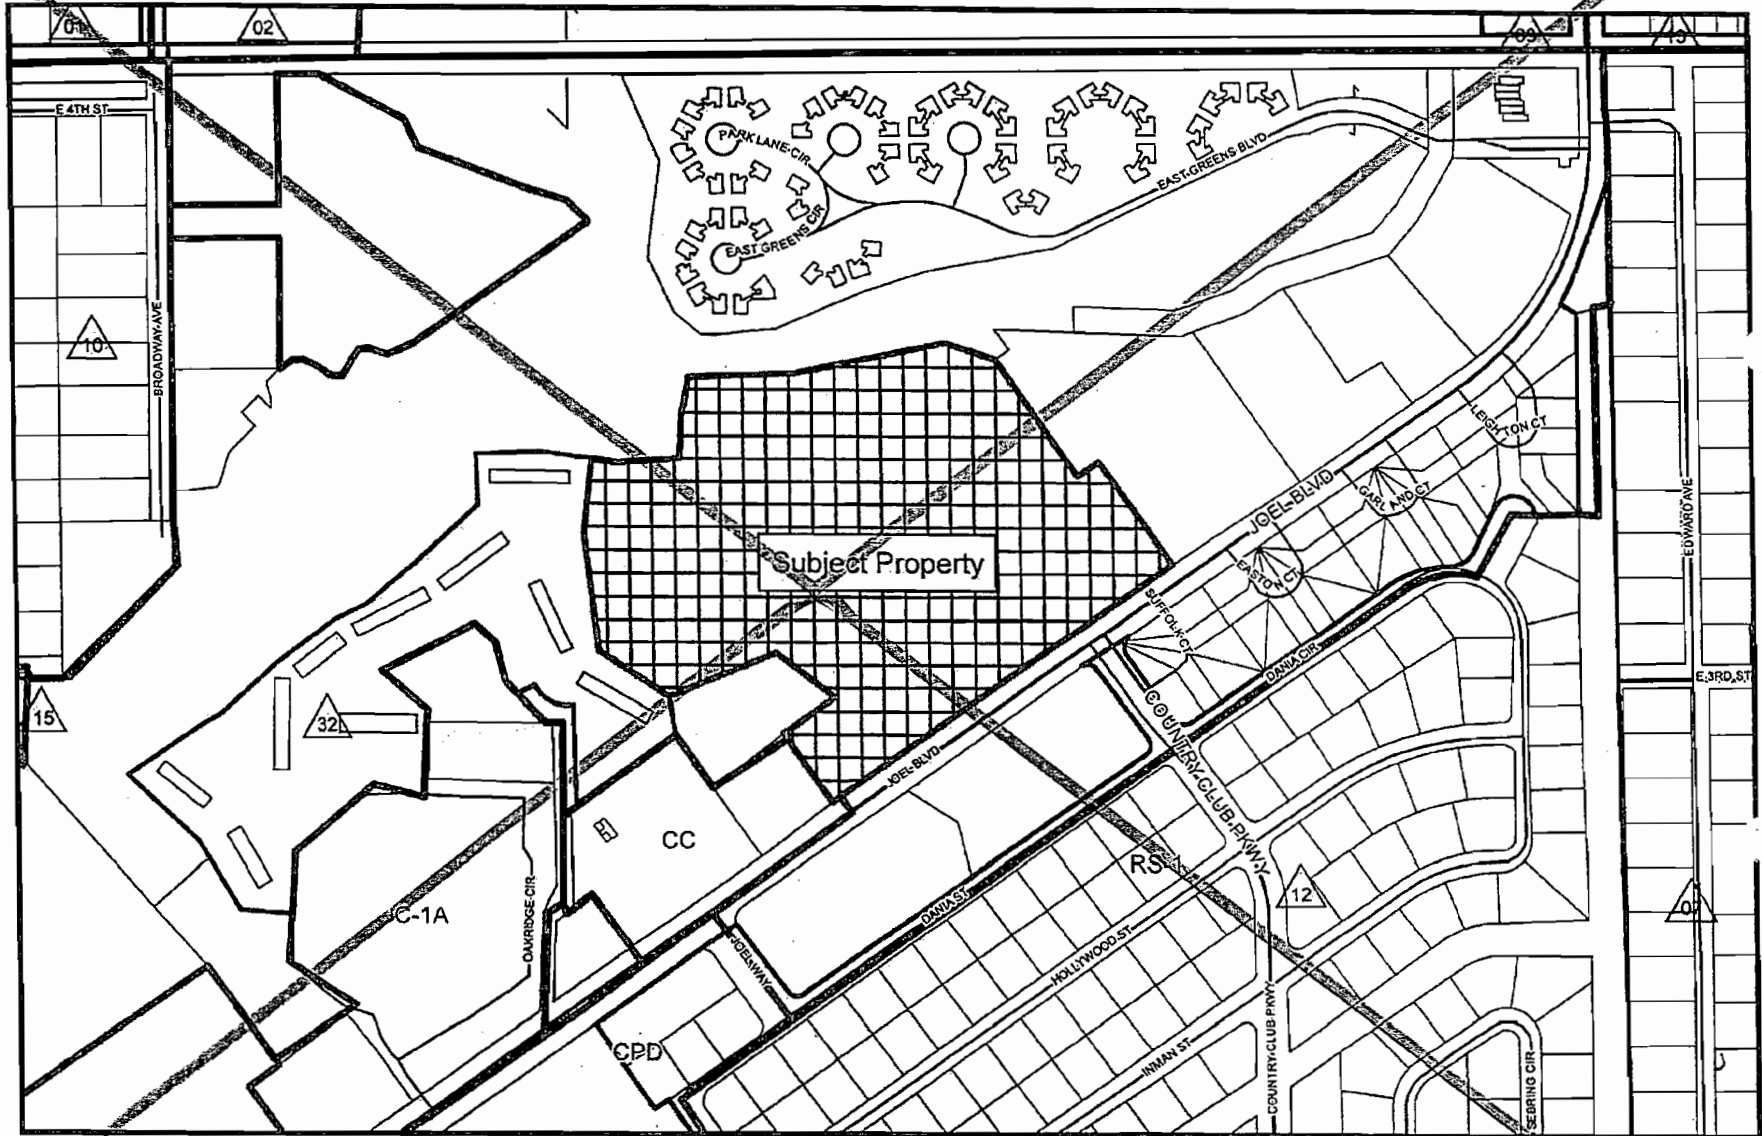 01
02
03
E 4TH ST
PARK LANE CIR
EAST GREENS BLVD
EAST GREENS CIR
10
BROADWAY AVE
LEIGHTON CT
JOEL BLVD
GARLAND CT
EDWARD AVE
Subject Property
EASTON CT
SUFFOLK CT
DANIA CIR
E 3RD ST
15
32
COUNTRY CLUB PKWY
JOEL BLVD
CC
RS-1
12
07
C-1A
OAKRIDGE CIR
DANIA ST
JOEL WAY
HOLLYWOOD ST
CPD
INMAN ST
COUNTRY CLUB PKWY
SEBRING CIR